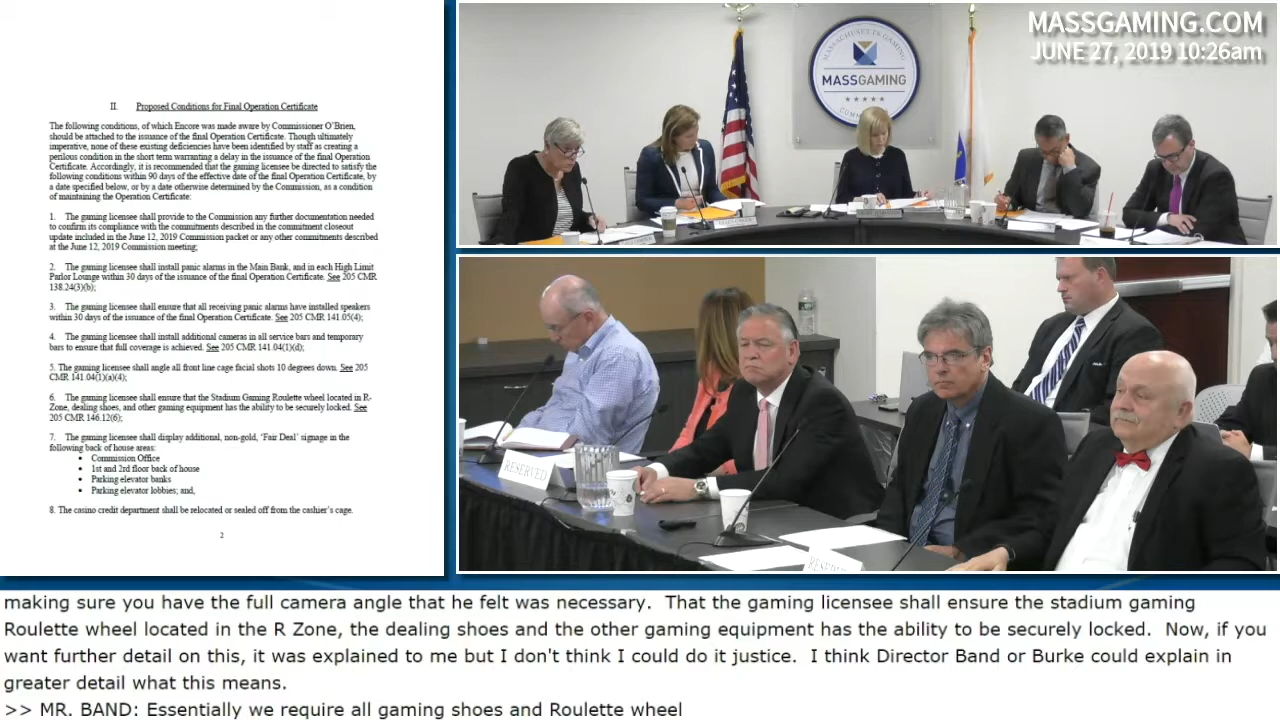 II. Proposed Conditions for Final Operation Certificate
The following conditions, of which Encore was made aware by Commissioner O'Brien,
should be attached to the issuance of the final Operation Certificate. Though ultimately
imperative, none of these existing deficiencies have been identified by staff as creating a
perilous condition in the short term warranting a delay in the issuance of the final Operation
Certificate. Accordingly, it is recommended that the gaming licensee be directed to satisfy the
following conditions within 90 days of the effective date of the final Operation Certificate, by
a date specified below, or by a date otherwise determined by the Commission, as a condition
of maintaining the Operation Certificate:
1. The gaming licensee shall provide to the Commission any further documentation needed
to confirm its compliance with the commitments described in the commitment closeout
update included in the June 12, 2019 Commission packet or any other commitments described
at the June 12, 2019 Commission meeting;
2. The gaming licensee shall install panic alarms in the Main Bank, and in each High Limit
Parlor Lounge within 30 days of the issuance of the final Operation Certificate. See 205 CMR
138.24(3)(b);
3. The gaming licensee shall ensure that all receiving panic alarms have installed speakers
within 30 days of the issuance of the final Operation Certificate. See 205 CMR 141.05(4);
4. The gaming licensee shall install additional cameras in all service bars and temporary
bars to ensure that full coverage is achieved. See 205 CMR 141.04(1)(d);
5. The gaming licensee shall angle all front line cage facial shots 10 degrees down. See 205
CMR 141.04(1)(a)(4);
6. The gaming licensee shall ensure that the Stadium Gaming Roulette wheel located in R-
Zone, dealing shoes, and other gaming equipment has the ability to be securely locked. See
205 CMR 146.12(6);
7. The gaming licensee shall display additional, non-gold, 'Fair Deal' signage in the
following back of house areas:
• Commission Office
• 1st and 2rd floor back of house
• Parking elevator banks
• Parking elevator lobbies; and,
8. The casino credit department shall be relocated or sealed off from the cashier's cage.
2
MASSGAMING.COM
JUNE 27, 2019 10:26am
MASSACHUSETTS GAMING
MASSGAMING
RESERVED
making sure you have the full camera angle that he felt was necessary. That the gaming licensee shall ensure the stadium gaming
Roulette wheel located in the R Zone, the dealing shoes and the other gaming equipment has the ability to be securely locked. Now, if you
want further detail on this, it was explained to me but I don't think I could do it justice. I think Director Band or Burke could explain in
greater detail what this means.
>> MR. BAND: Essentially we require all gaming shoes and Roulette wheel